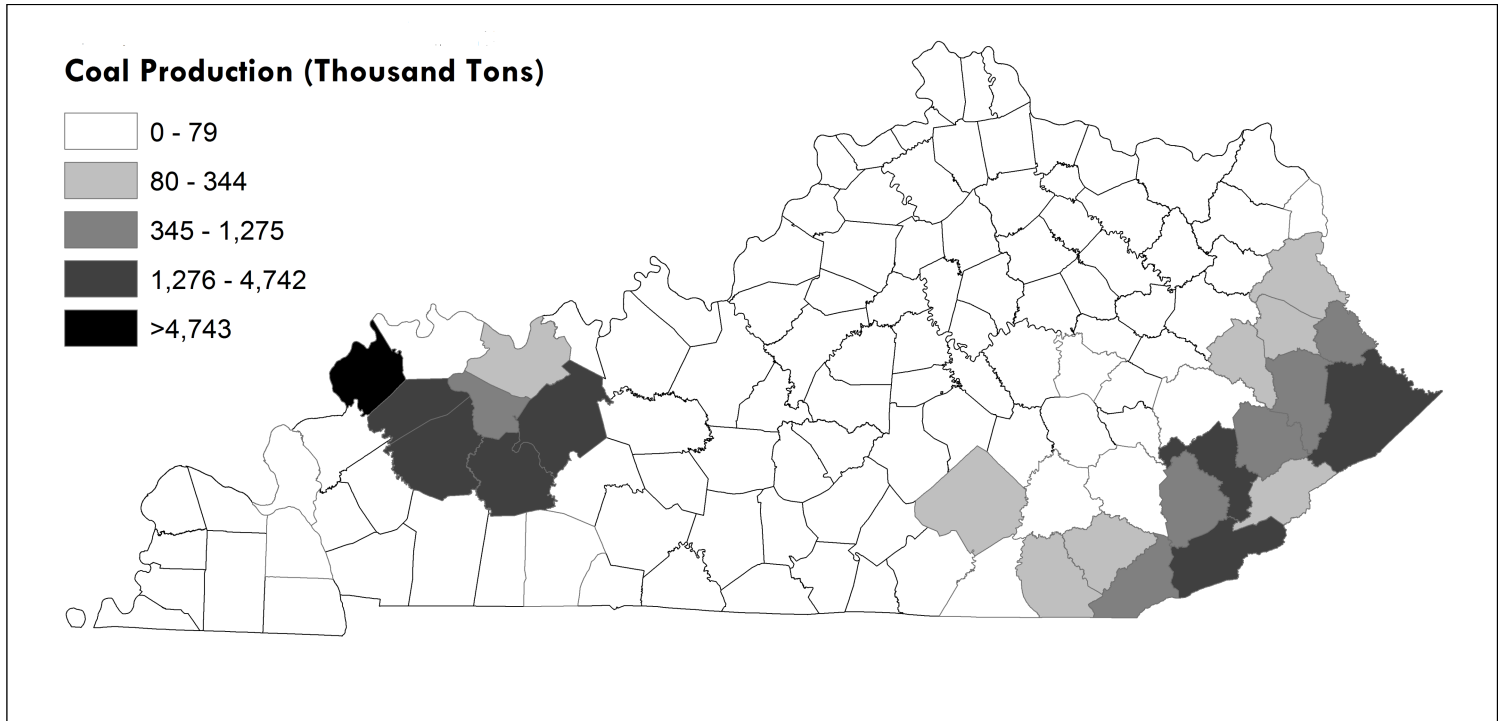 Coal Production (Thousand Tons)
0 - 79
80 - 344
345 - 1,275
1,276 - 4,742
>4,743